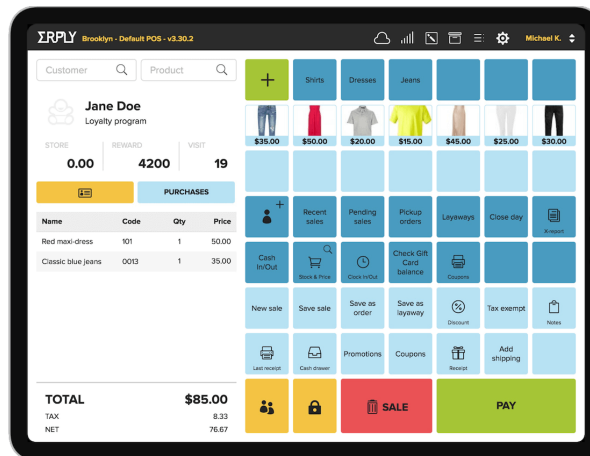 ERPLY Brooklyn - Default POS - v3.30.2
Michael K.
Customer
Product
Jane Doe
Loyalty program
STORE REWARD VISIT
0.00 4200 19
PURCHASES
Name Code Qty Price
Red maxi-dress 101 1 50.00
Classic blue jeans 0013 1 35.00
TOTAL $85.00
TAX 8.33
NET 76.67
+ Shirts Dresses Jeans
$35.00 $50.00 $20.00 $15.00 $45.00 $25.00 $30.00
Recent
sales
Pending
sales
Pickup
orders
Layaways
Close day
X-report
Cash
In/Out
Stock & Price
Clock In/Out
Check Gift
Card
balance
Coupons
New sale
Save sale
Save as
order
Save as
layaway
Discount
Tax exempt
Notes
Last receipt
Cash drawer
Promotions
Coupons
Receipt
Add
shipping
SALE
PAY